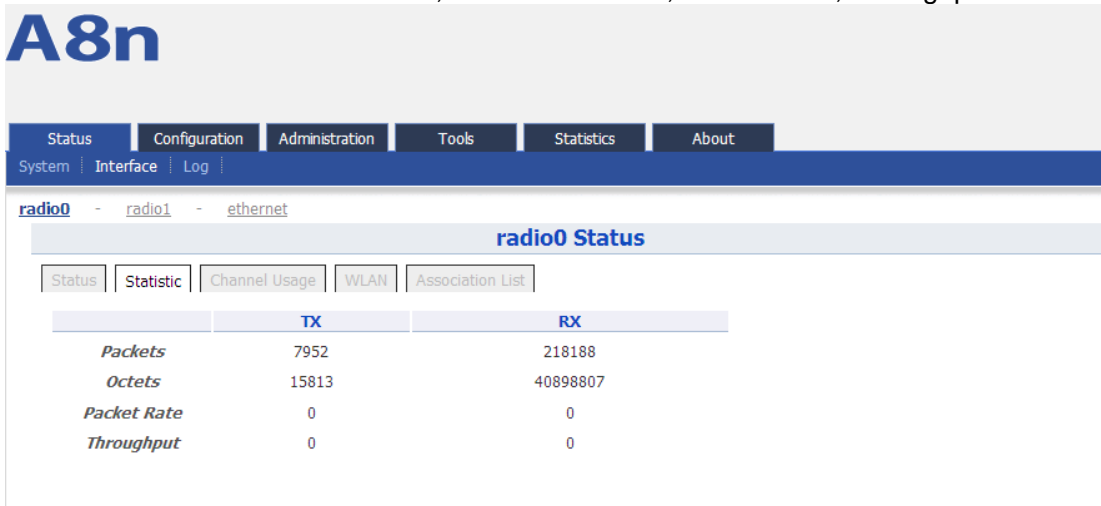 A8n
Status Configuration Administration Tools Statistics About
System Interface Log
radio0 - radio1 - ethernet
radio0 Status
Status Statistic Channel Usage WLAN Association List
TX RX
Packets 7952 218188
Octets 15813 40898807
Packet Rate 0 0
Throughput 0 0